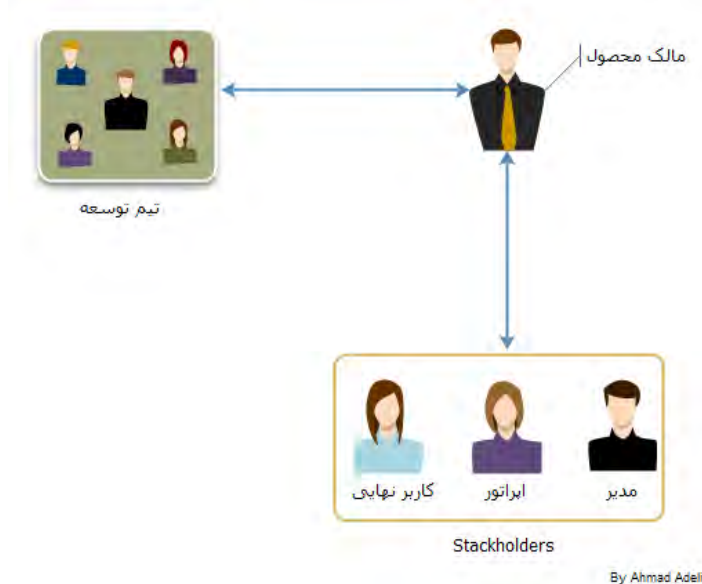 مالک محصول
تیم توسعه
مدیر
اپراتور
کاربر نهایی
Stackholders
By Ahmad Adeli